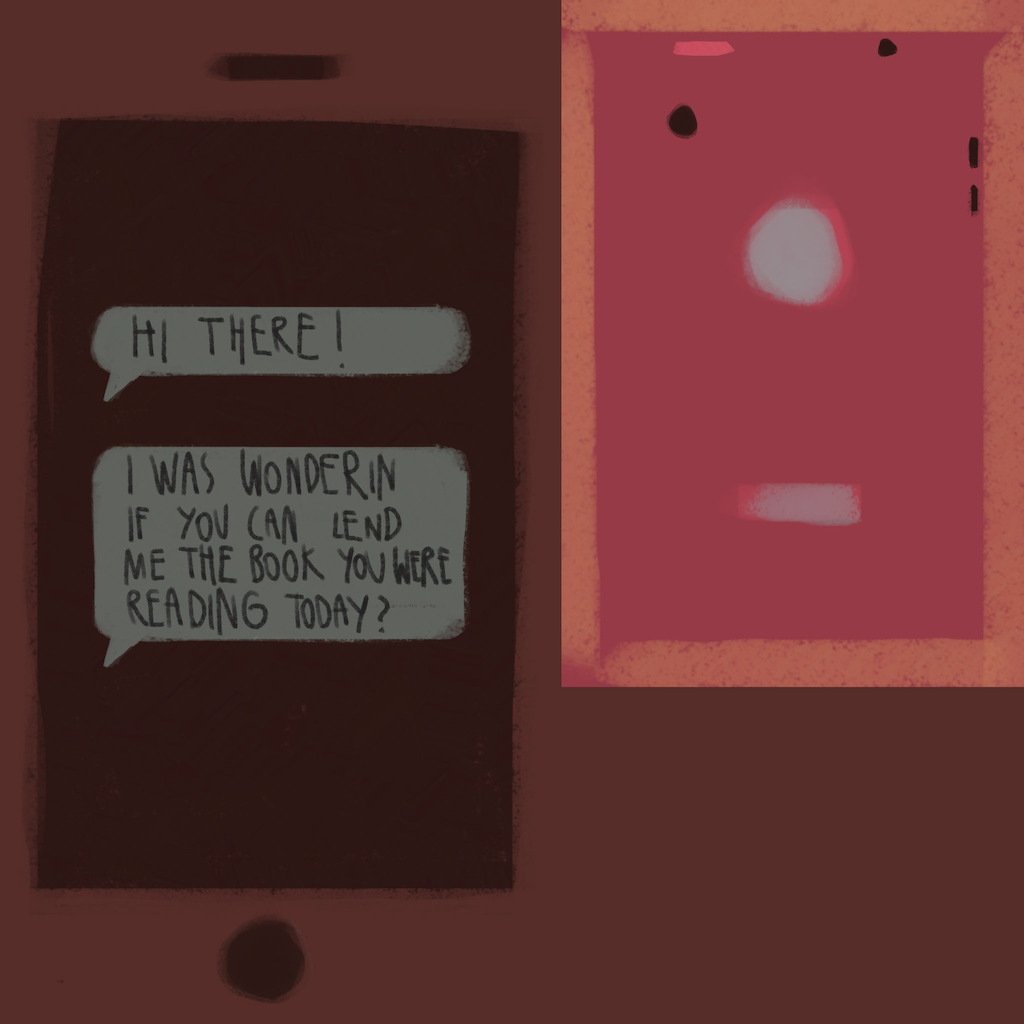 HI THERE!
I WAS WONDERIN
IF YOU CAN LEND
ME THE BOOK YOU WERE
READING TODAY?